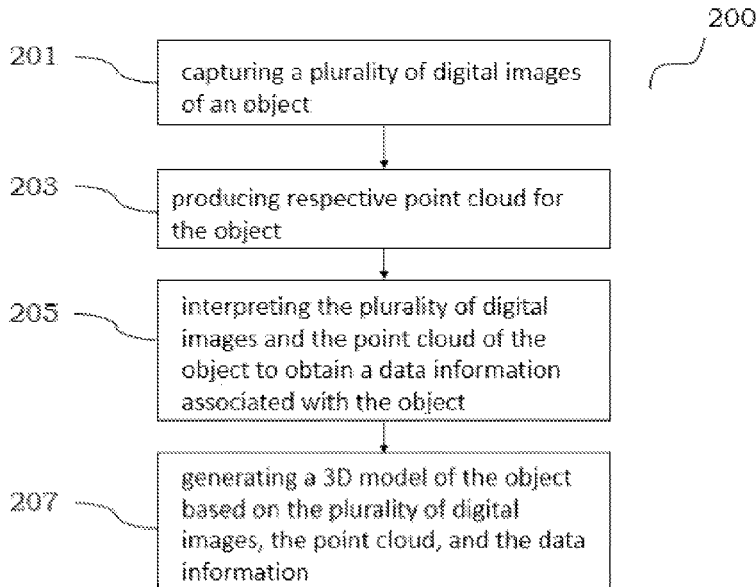 200
201
capturing a plurality of digital images
of an object
203
producing respective point cloud for
the object
205
interpreting the plurality of digital
images and the point cloud of the
object to obtain a data information
associated with the object
207
generating a 3D model of the object
based on the plurality of digital
images, the point cloud, and the data
information